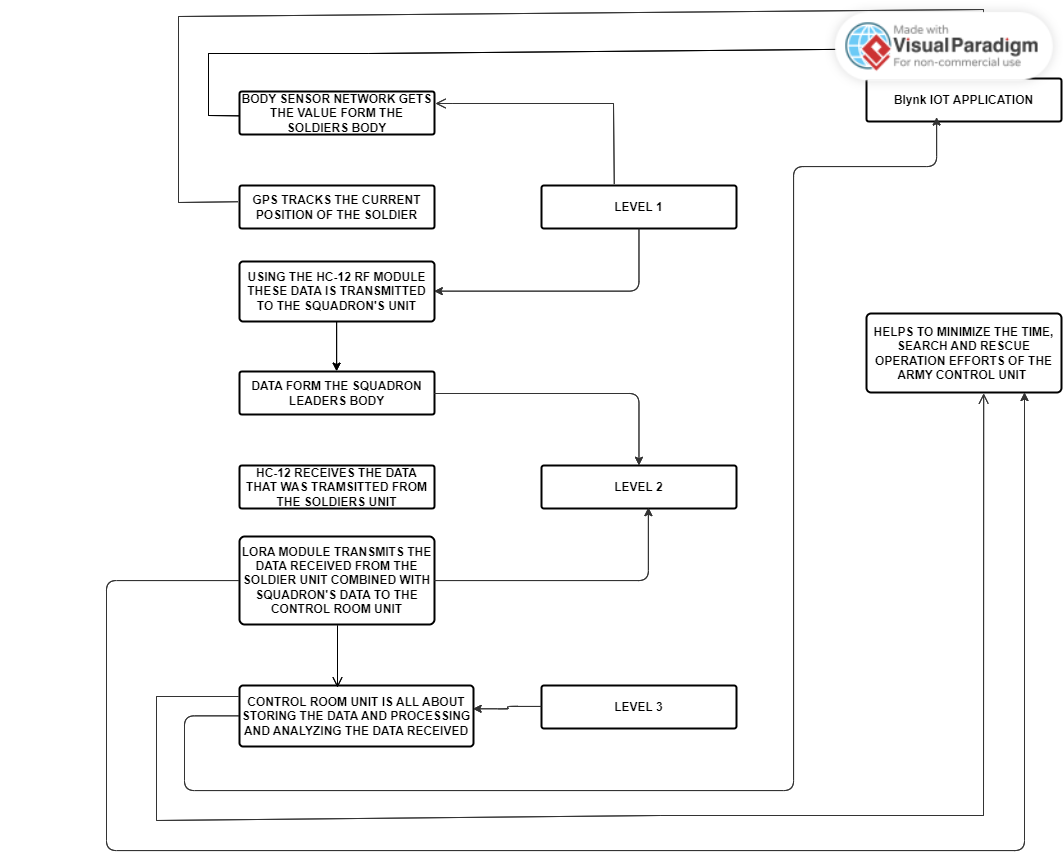 Made with
VisualParadigm
For non-commercial use
BODY SENSOR NETWORK GETS
THE VALUE FORM THE
SOLDIERS BODY
Blynk IOT APPLICATION
GPS TRACKS THE CURRENT
POSITION OF THE SOLDIER
LEVEL 1
USING THE HC-12 RF MODULE
THESE DATA IS TRANSMITTED
TO THE SQUADRON'S UNIT
HELPS TO MINIMIZE THE TIME,
SEARCH AND RESCUE
OPERATION EFFORTS OF THE
ARMY CONTROL UNIT
DATA FORM THE SQUADRON
LEADERS BODY
HC-12 RECEIVES THE DATA
THAT WAS TRAMSITTED FROM
THE SOLDIERS UNIT
LEVEL 2
LORA MODULE TRANSMITS THE
DATA RECEIVED FROM THE
SOLDIER UNIT COMBINED WITH
SQUADRON'S DATA TO THE
CONTROL ROOM UNIT
CONTROL ROOM UNIT IS ALL ABOUT
STORING THE DATA AND PROCESSING
AND ANALYZING THE DATA RECEIVED
LEVEL 3